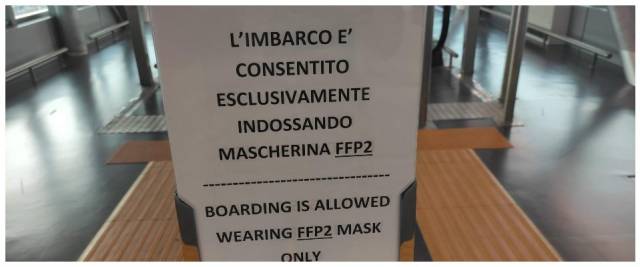 L'IMBARCO E'
CONSENTITO
ESCLUSIVAMENTE
INDOSSANDO
MASCHERINA FFP2
--------------------------------
BOARDING IS ALLOWED
WEARING FFP2 MASK
ONLY